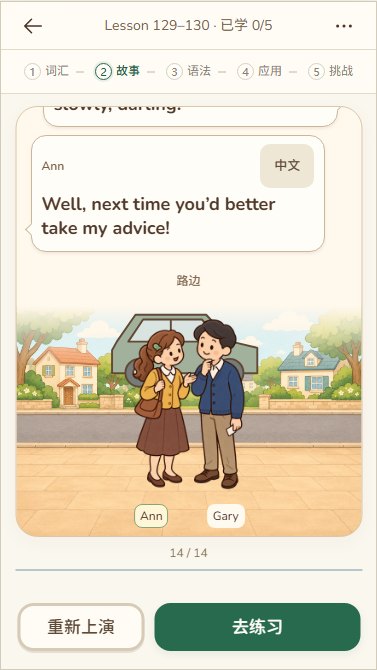 Lesson 129–130 · 已学 0/5
1 词汇 – 2 故事 – 3 语法 – 4 应用 – 5 挑战
slowly, darling!
Ann
中文
Well, next time you’d better
take my advice!
路边
Ann
Gary
14 / 14
重新上演
去练习